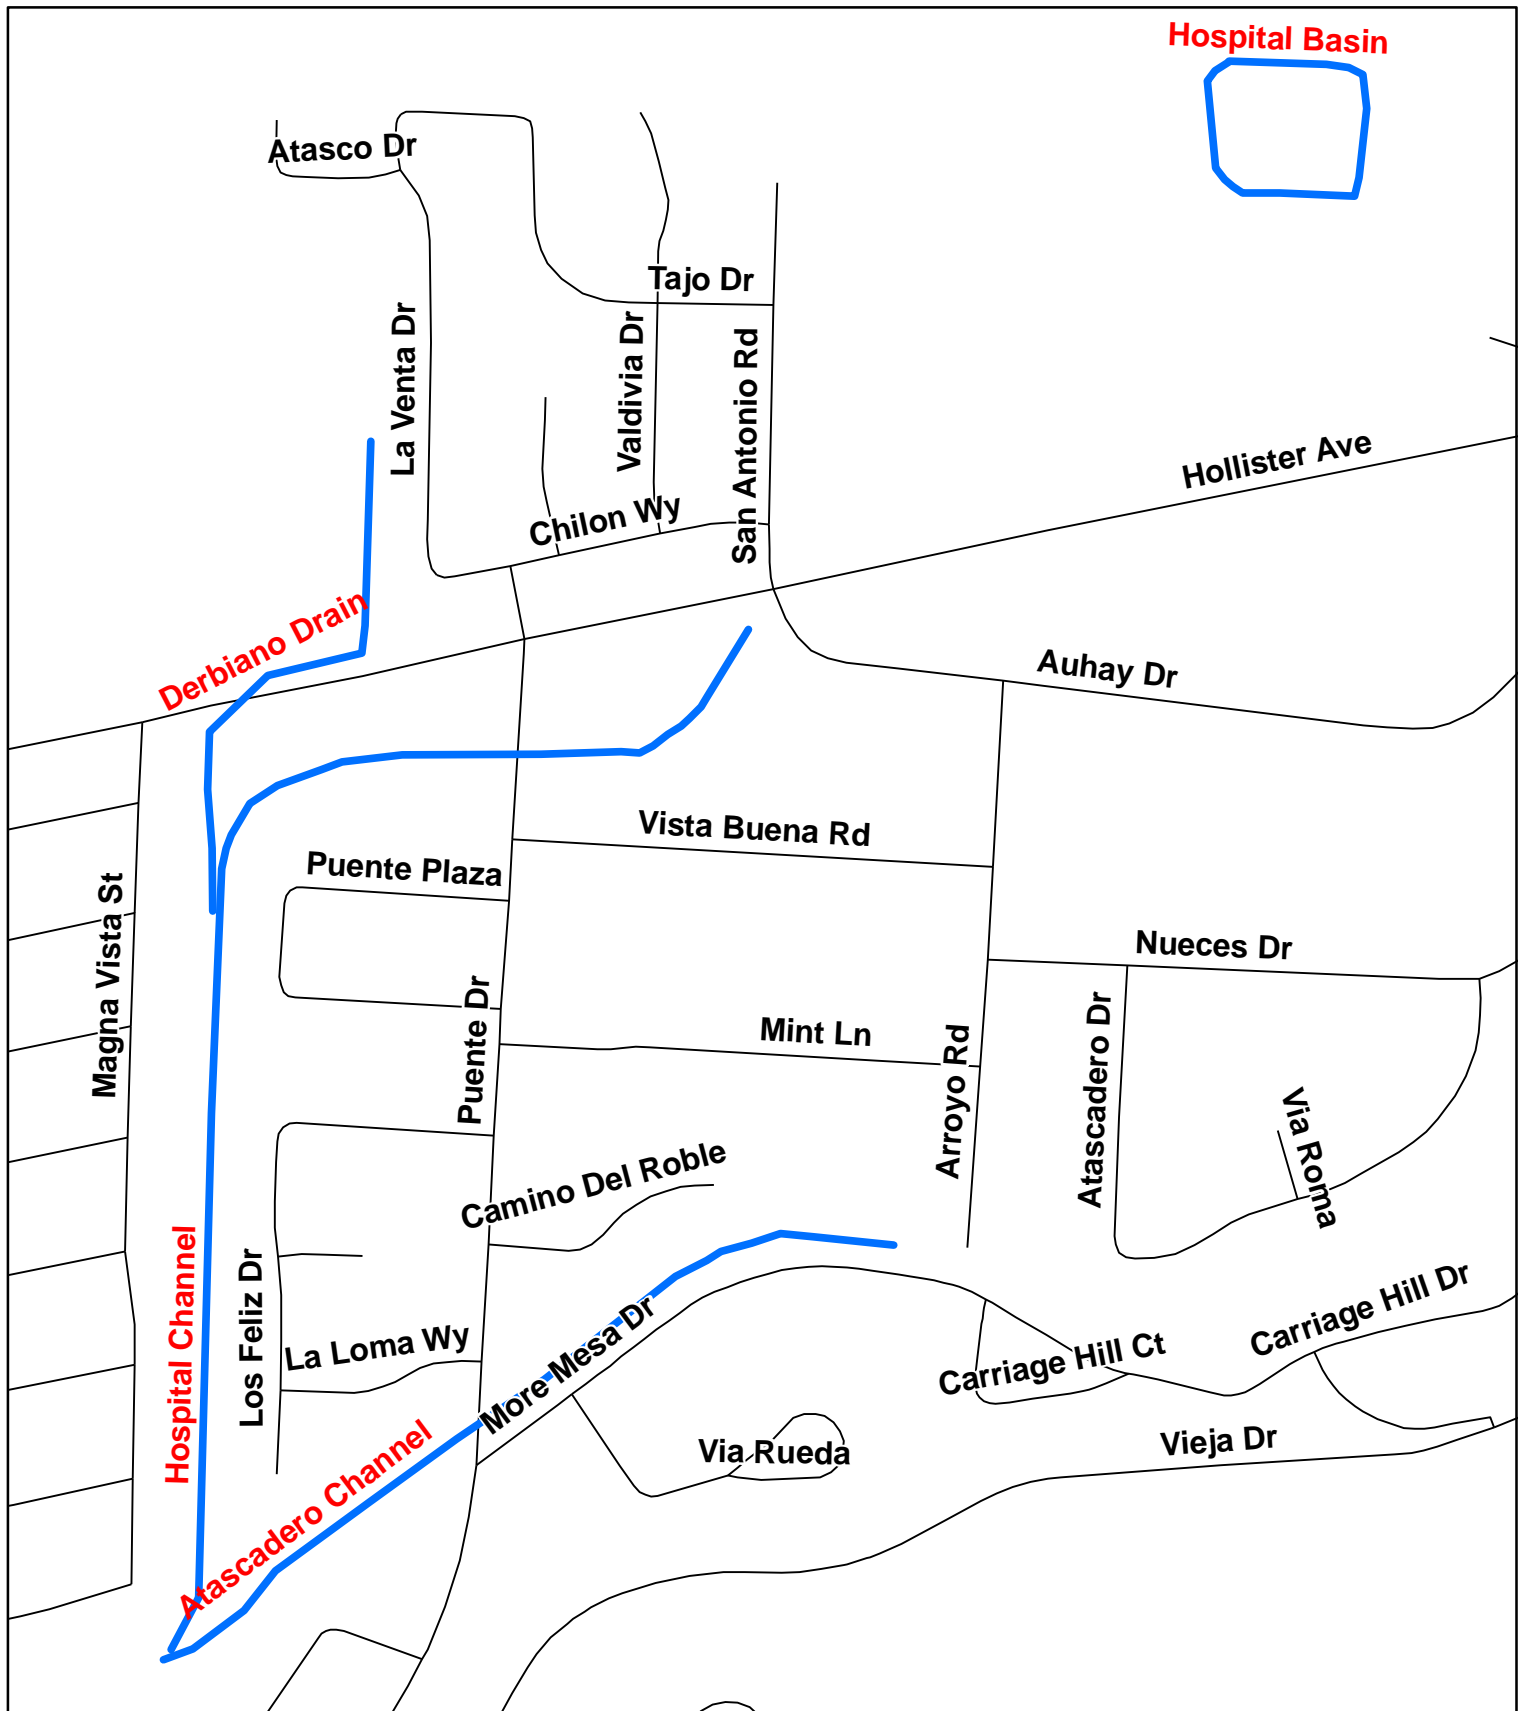 Hospital Basin
Atasco Dr
Tajo Dr
La Venta Dr
Valdivia Dr
San Antonio Rd
Hollister Ave
Chilon Wy
Derbiano Drain
Auhay Dr
Vista Buena Rd
Puente Plaza
Magna Vista St
Nueces Dr
Puente Dr
Mint Ln
Arroyo Rd
Atascadero Dr
Via Roma
Camino Del Roble
Hospital Channel
Los Feliz Dr
La Loma Wy
More Mesa Dr
Carriage Hill Dr
Carriage Hill Ct
Atascadero Channel
Via Rueda
Vieja Dr